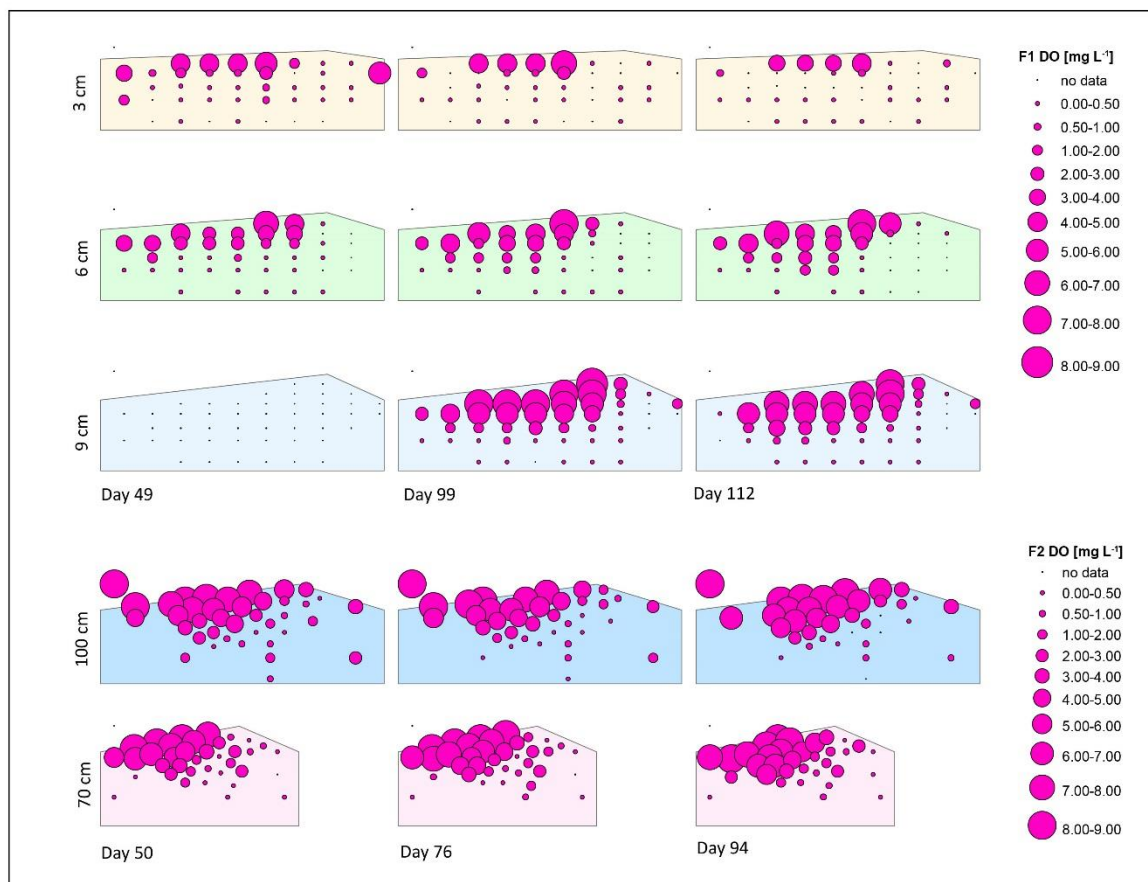 3 cm
F1 DO [mg L⁻¹]
no data
0.00-0.50
0.50-1.00
1.00-2.00
2.00-3.00
3.00-4.00
4.00-5.00
5.00-6.00
6.00-7.00
7.00-8.00
8.00-9.00
6 cm
9 cm
Day 49
Day 99
Day 112
100 cm
F2 DO [mg L⁻¹]
no data
0.00-0.50
0.50-1.00
1.00-2.00
2.00-3.00
3.00-4.00
4.00-5.00
5.00-6.00
6.00-7.00
7.00-8.00
8.00-9.00
70 cm
Day 50
Day 76
Day 94